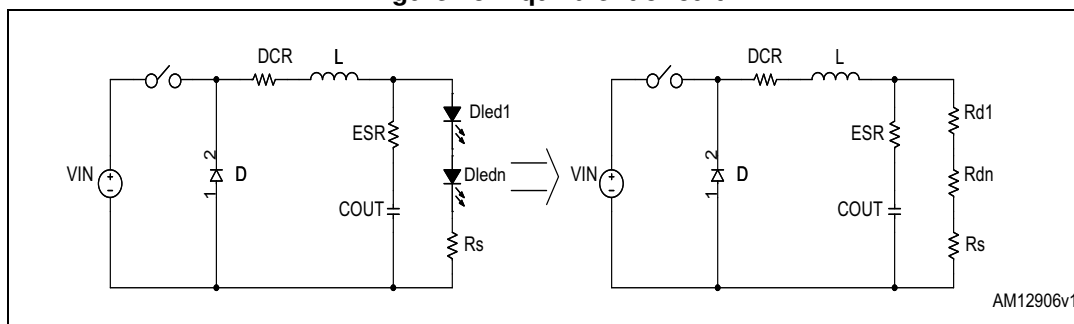 DCR
L
Dled1
ESR
VIN
+
-
1 2
D
Dledn
COUT
Rs
DCR
L
Rd1
ESR
VIN
+
-
1 2
D
Rdn
COUT
Rs
AM12906v1